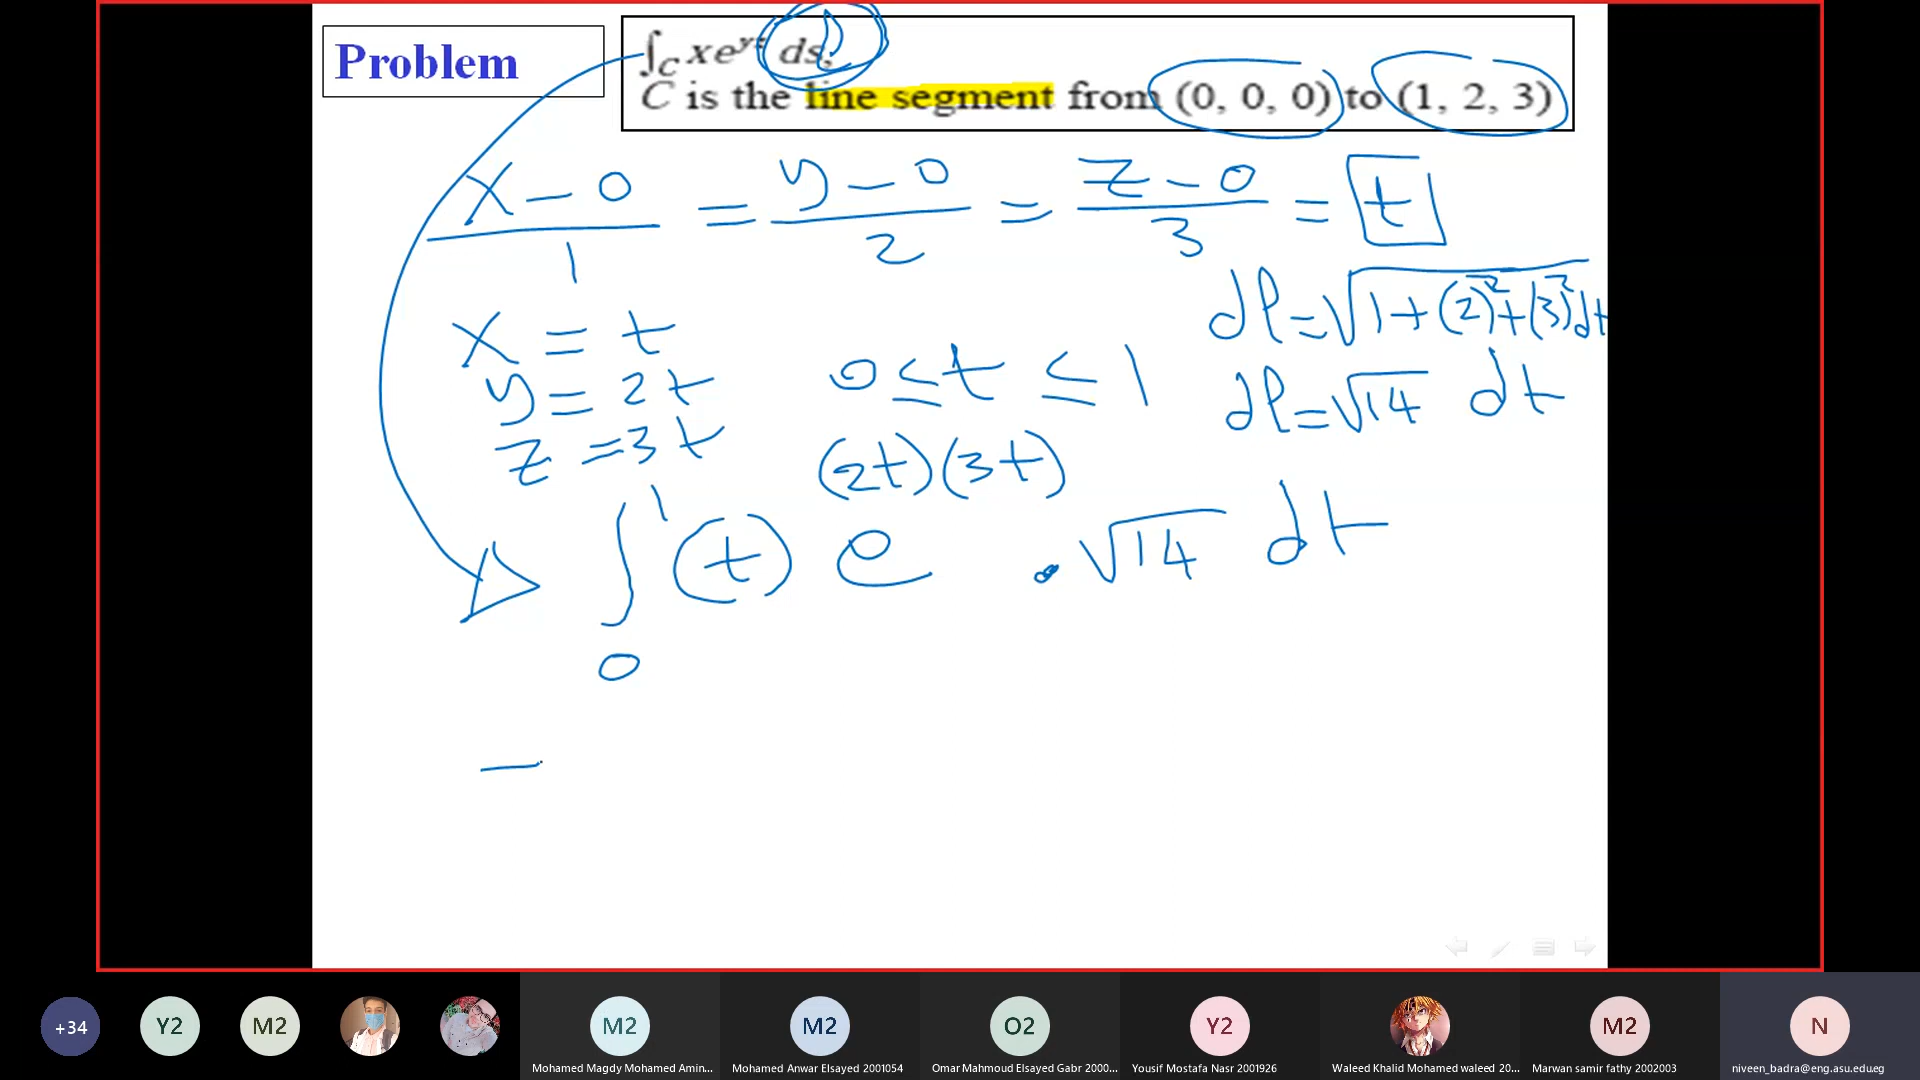 Problem
∫_C xe^{yz} ds,
C is the line segment from (0, 0, 0) to (1, 2, 3)
(x - 0)/1 = (y - 0)/2 = (z - 0)/3 = t
dl = √(1 + (2)² + (3)²) dt
x = t
y = 2t
0 ≤ t ≤ 1
dl = √14 dt
z = 3t
∫_0^1 (t) e^{(2t)(3t)} . √14 dt
+34
Y2
M2
M2
M2
O2
Y2
M2
N
Mohamed Magdy Mohamed Amin...
Mohamed Anwar Elsayed 2001054
Omar Mahmoud Elsayed Gabr 2000...
Yousif Mostafa Nasr 2001926
Waleed Khalid Mohamed waleed 20...
Marwan samir fathy 2002003
niveen_badra@eng.asu.edu.eg